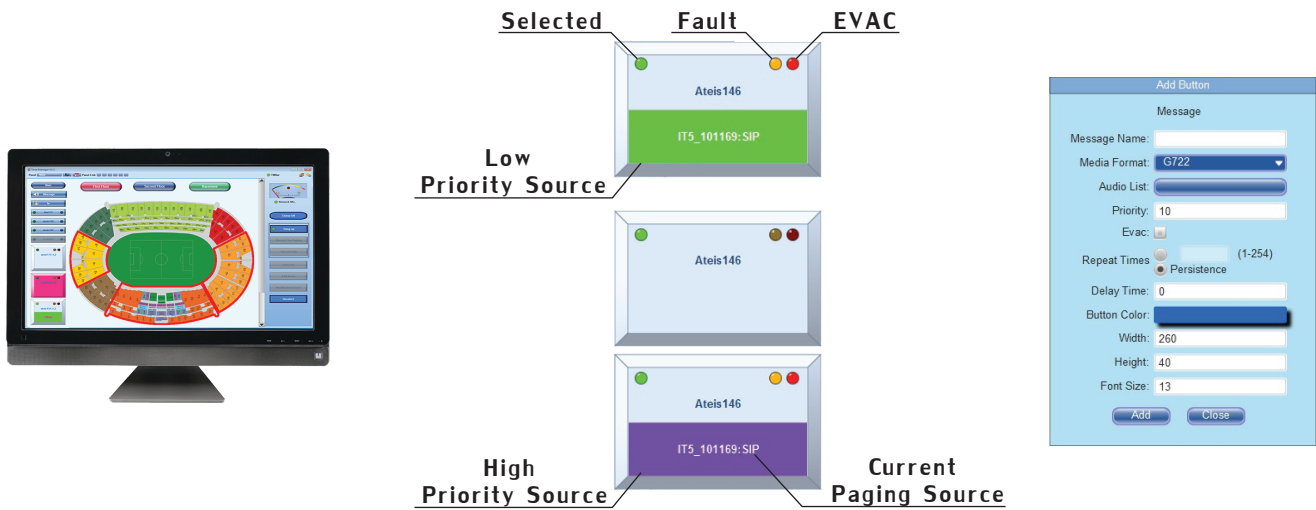 Selected
Fault
EVAC
Ateis146
IT5_101169:SIP
Low
Priority Source
Ateis146
Ateis146
IT5_101169:SIP
High
Priority Source
Current
Paging Source
Add Button
Message
Message Name:
Media Format: G722
Audio List:
Priority: 10
Evac:
Repeat Times (1-254)
Persistence
Delay Time: 0
Button Color:
Width: 260
Height: 40
Font Size: 13
Add Close